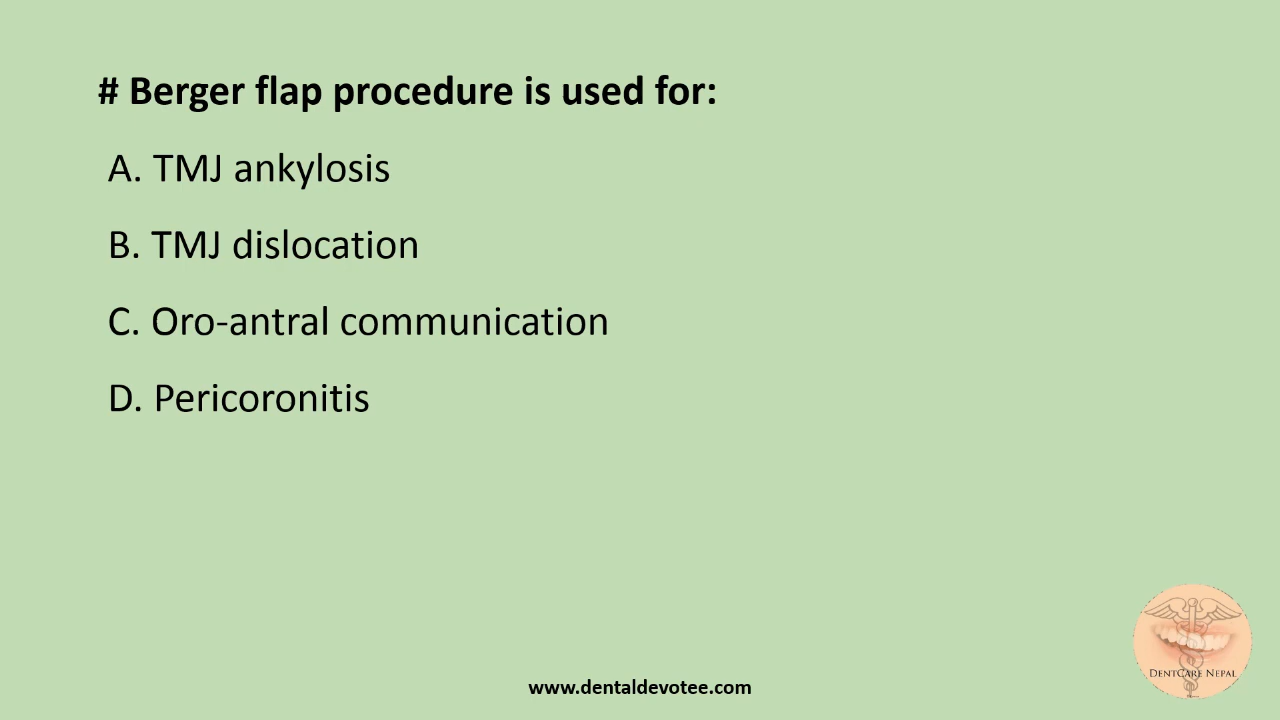 # Berger flap procedure is used for:
A. TMJ ankylosis
B. TMJ dislocation
C. Oro-antral communication
D. Pericoronitis
DENTCARE NEPAL
www.dentaldevotee.com